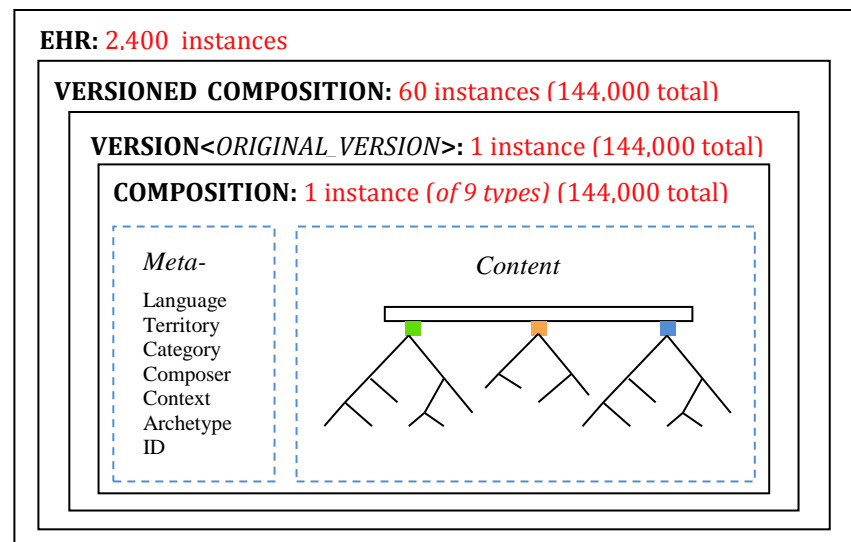 EHR: 2,400 instances
VERSIONED COMPOSITION: 60 instances (144,000 total)
VERSION<ORIGINAL_VERSION>: 1 instance (144,000 total)
COMPOSITION: 1 instance (of 9 types) (144,000 total)
Meta-
Language
Territory
Category
Composer
Context
Archetype
ID
Content